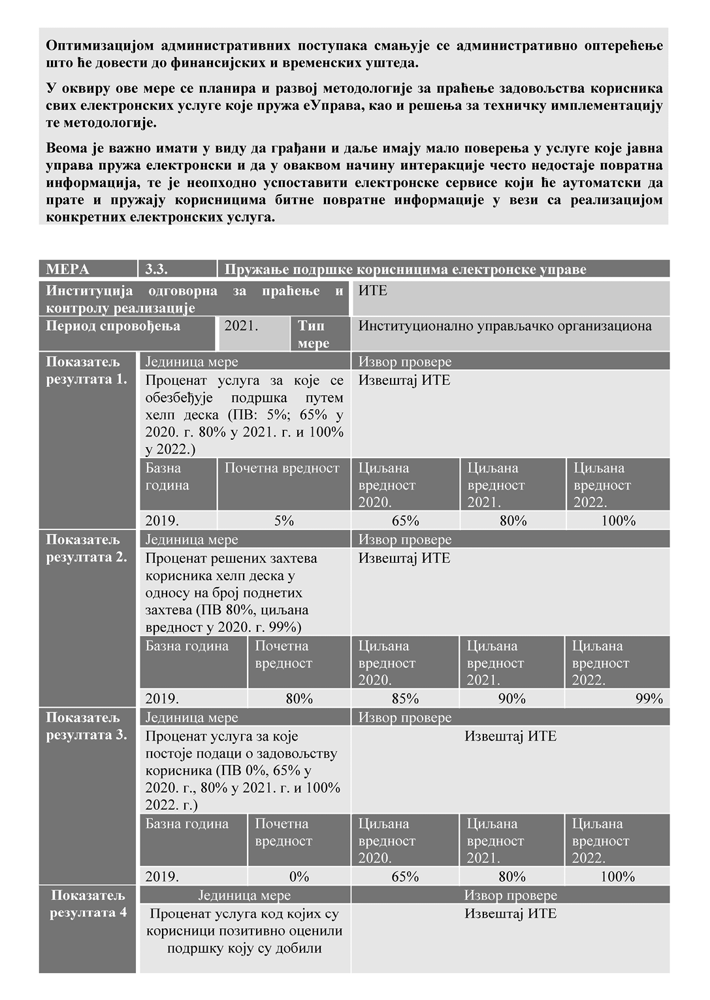 Оптимизацијом административних поступака смањује се административно оптерећење
што ће довести до финансијских и временских уштеда.
У оквиру ове мере се планира и развој методологије за праћење задовољства корисника
свих електронских услуге које пружа еУправа, као и решења за техничку имплементацију
те методологије.
Веома је важно имати у виду да грађани и даље имају мало поверења у услуге које јавна
управа пружа електронски и да у оваквом начину интеракције често недостаје повратна
информација, те је неопходно успоставити електронске сервисе који ће аутоматски да
прате и пружају корисницима битне повратне информације у вези са реализацијом
конкретних електронских услуга.
МЕРА 3.3. Пружање подршке корисницима електронске управе
Институција одговорна за праћење и ИТЕ
контролу реализације
Период спровођења 2021. Тип Институционално управљачко организациона
мере
Показатељ Јединица мере Извор провере
резултата 1. Проценат услуга за које се Извештај ИТЕ
обезбеђује подршка путем
хелп деска (ПВ: 5%; 65% у
2020. г. 80% у 2021. г. и 100%
у 2022.)
Базна Почетна вредност Циљана Циљана Циљана
година вредност вредност вредност
2020. 2021. 2022.
2019. 5% 65% 80% 100%
Показатељ Јединица мере Извор провере
резултата 2. Проценат решених захтева Извештај ИТЕ
корисника хелп деска у
односу на број поднетих
захтева (ПВ 80%, циљана
вредност у 2020. г. 99%)
Базна година Почетна Циљана Циљана Циљана
вредност вредност вредност вредност
2020. 2021. 2022.
2019. 80% 85% 90% 99%
Показатељ Јединица мере Извор провере
резултата 3. Проценат услуга за које Извештај ИТЕ
постоје подаци о задовољству
корисника (ПВ 0%, 65% у
2020. г., 80% у 2021. г. и 100%
2022. г.)
Базна година Почетна Циљана Циљана Циљана
вредност вредност вредност вредност
2020. 2021. 2022.
2019. 0% 65% 80% 100%
Показатељ Јединица мере Извор провере
резултата 4 Проценат услуга код којих су Извештај ИТЕ
корисници позитивно оценили
подршку коју су добили